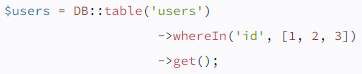 $users = DB::table('users')
->whereIn('id', [1, 2, 3])
->get();